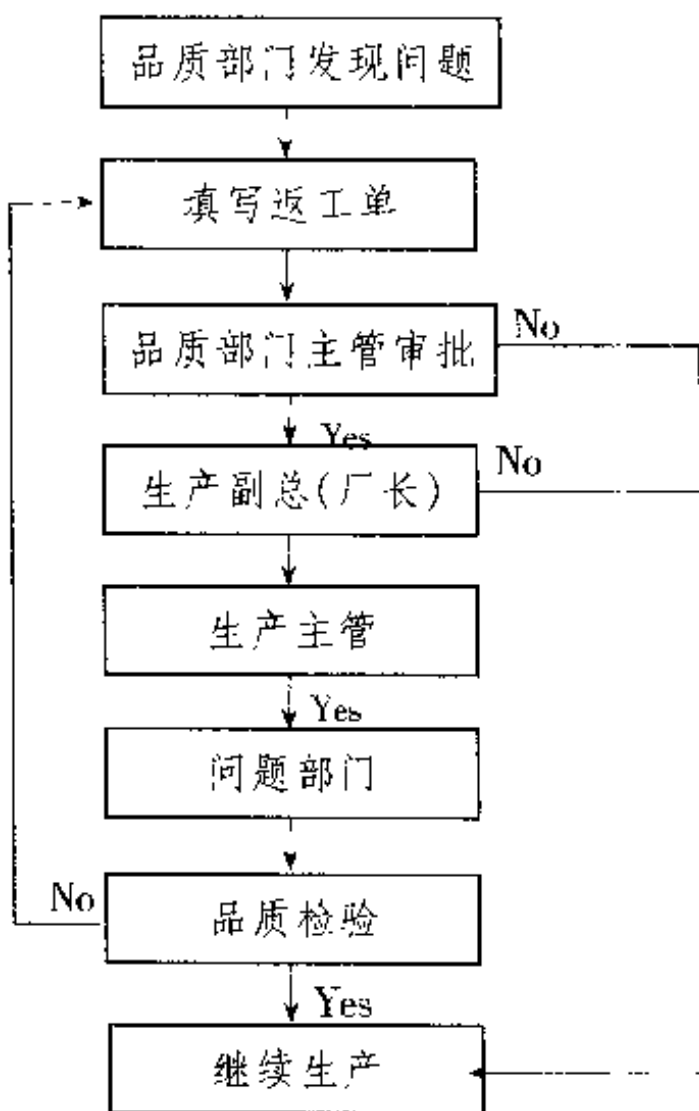 品质部门发现问题
填写返工单
No
品质部门主管审批
Yes
No
生产副总(厂长)
生产主管
Yes
问题部门
No
品质检验
Yes
继续生产